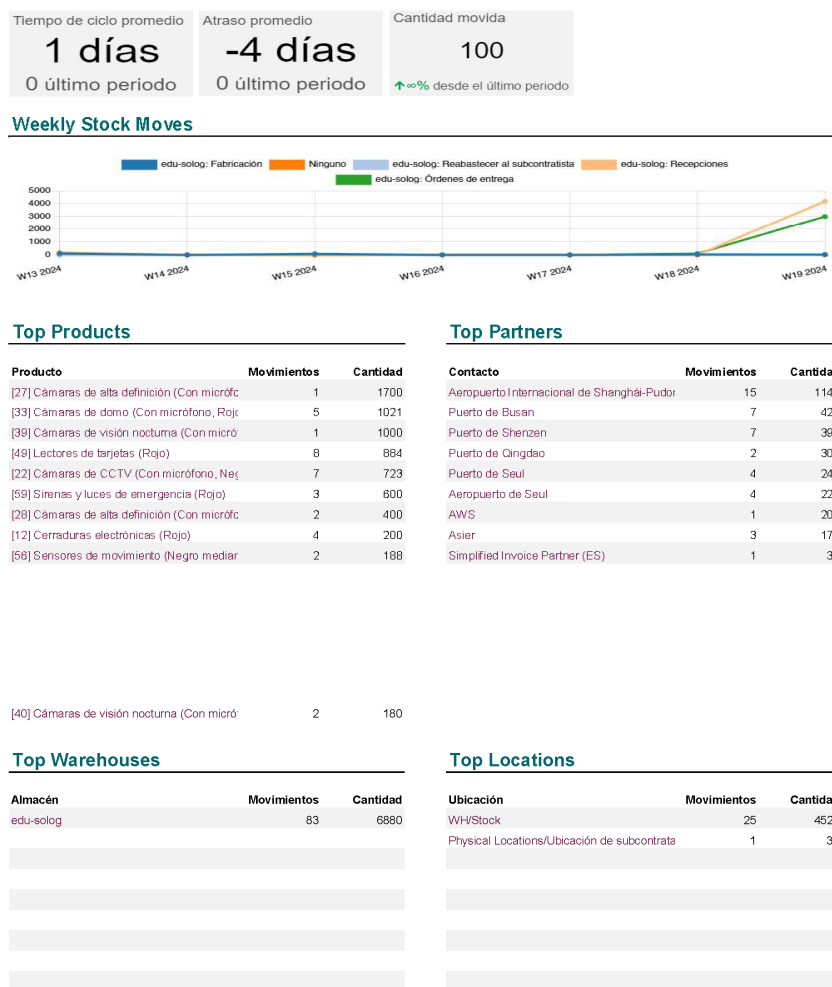 Tiempo de ciclo promedio Atraso promedio Cantidad movida
1 días -4 días 100
0 último periodo 0 último periodo ↑∞% desde el último periodo
Weekly Stock Moves
edu-solog: Fabricación Ninguno edu-solog: Reabastecer al subcontratista edu-solog: Recepciones
edu-solog: Órdenes de entrega
5000
4000
3000
2000
1000
0
W13 2024 W14 2024 W15 2024 W16 2024 W17 2024 W18 2024 W19 2024
Top Products
Producto Movimientos Cantidad
[27] Cámaras de alta definición (Con micrófo 1 1700
[33] Cámaras de domo (Con micrófono, Rojo 5 1021
[39] Cámaras de visión nocturna (Con micró 1 1000
[49] Lectores de tarjetas (Rojo) 8 884
[22] Cámaras de CCTV (Con micrófono, Neg 7 723
[59] Sirenas y luces de emergencia (Rojo) 3 600
[28] Cámaras de alta definición (Con micrófo 2 400
[12] Cerraduras electrónicas (Rojo) 4 200
[56] Sensores de movimiento (Negro mediar 2 188
[40] Cámaras de visión nocturna (Con micró 2 180
Top Partners
Contacto Movimientos Cantida
Aeropuerto Internacional de Shanghái-Pudor 15 114
Puerto de Busan 7 42
Puerto de Shenzen 7 39
Puerto de Qingdao 2 30
Puerto de Seul 4 24
Aeropuerto de Seul 4 22
AWS 1 20
Asier 3 17
Simplified Invoice Partner (ES) 1 3
Top Warehouses
Almacén Movimientos Cantidad
edu-solog 83 6880
Top Locations
Ubicación Movimientos Cantida
WH/Stock 25 452
Physical Locations/Ubicación de subcontrata 1 3